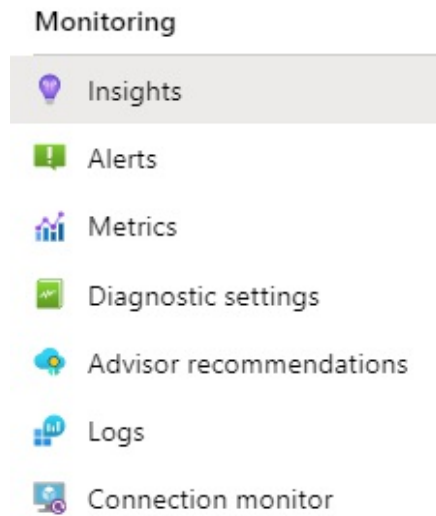 Monitoring
Insights
Alerts
Metrics
Diagnostic settings
Advisor recommendations
Logs
Connection monitor